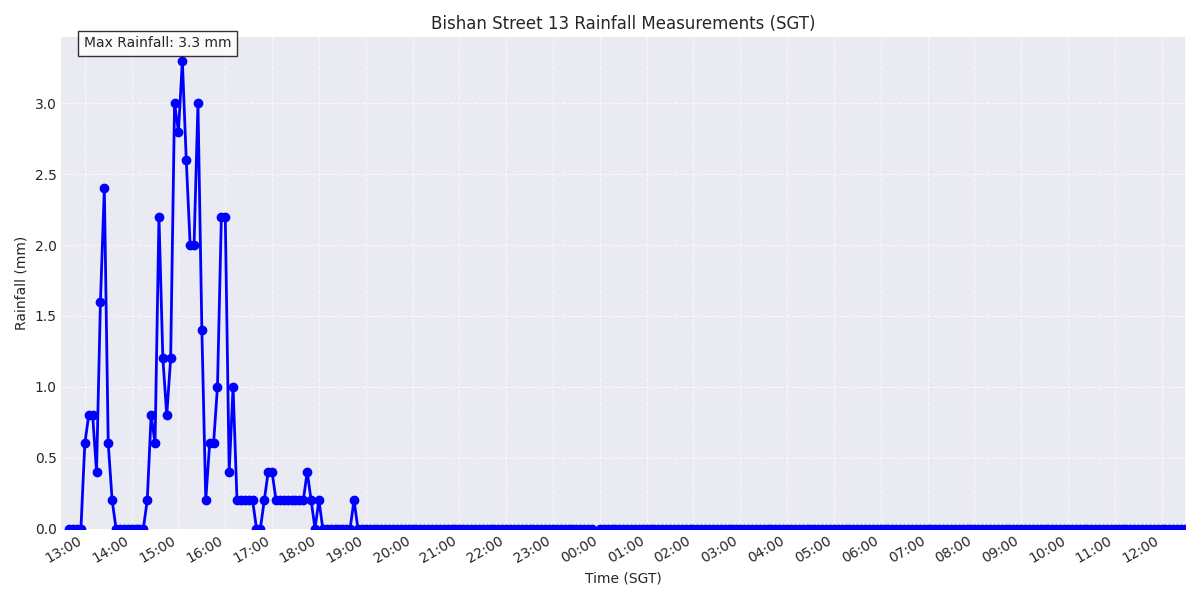 Bishan Street 13 Rainfall Measurements (SGT)
Max Rainfall: 3.3 mm
Rainfall (mm)
3.0
2.5
2.0
1.5
1.0
0.5
0.0
13:00 14:00 15:00 16:00 17:00 18:00 19:00 20:00 21:00 22:00 23:00 00:00 01:00 02:00 03:00 04:00 05:00 06:00 07:00 08:00 09:00 10:00 11:00 12:00
Time (SGT)